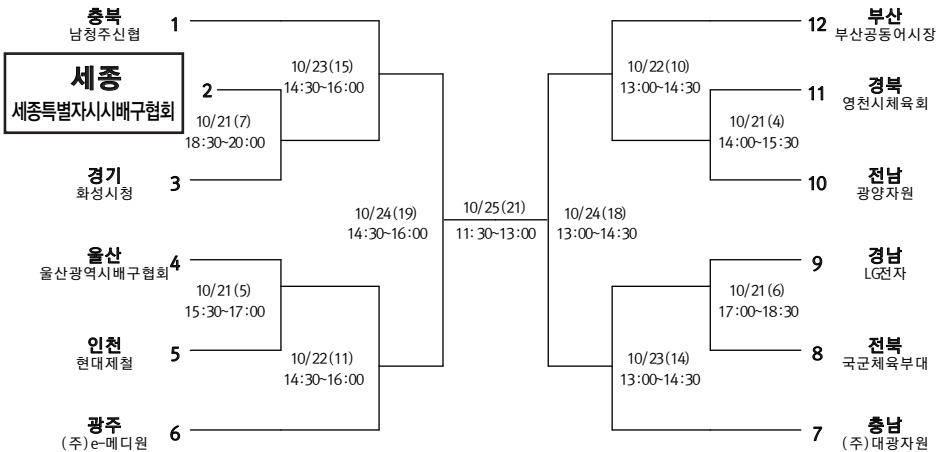 충북
남청주신협
1
세종
세종특별자시시배구협회
2
10/23(15)
14:30~16:00
10/21(7)
18:30~20:00
경기
화성시청
3
10/24(19)
14:30~16:00
울산
울산광역시배구협회
4
10/21(5)
15:30~17:00
인천
현대제철
5
10/22(11)
14:30~16:00
광주
(주)e-메디원
6
10/25(21)
11:30~13:00
12
부산
부산공동어시장
10/22(10)
13:00~14:30
11
경북
영천시체육회
10/21(4)
14:00~15:30
10
전남
광양자원
10/24(18)
13:00~14:30
9
경남
LG전자
10/21(6)
17:00~18:30
8
전북
국군체육부대
10/23(14)
13:00~14:30
7
충남
(주)대광자원